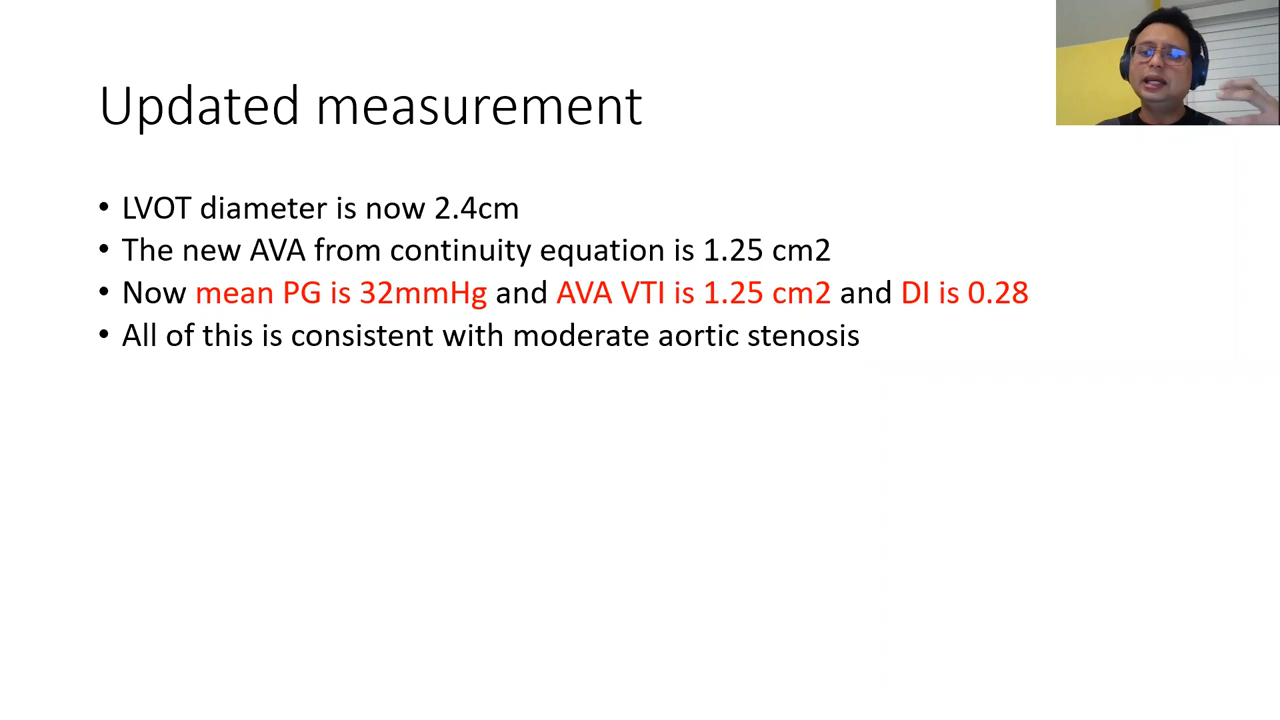 Updated measurement
• LVOT diameter is now 2.4cm
• The new AVA from continuity equation is 1.25 cm2
• Now mean PG is 32mmHg and AVA VTI is 1.25 cm2 and DI is 0.28
• All of this is consistent with moderate aortic stenosis